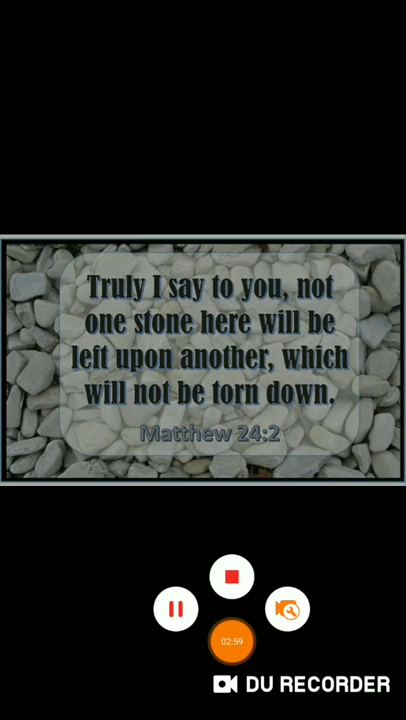 Truly I say to you, not
one stone here will be
left upon another, which
will not be torn down.
Matthew 24:2
02:59
DU RECORDER